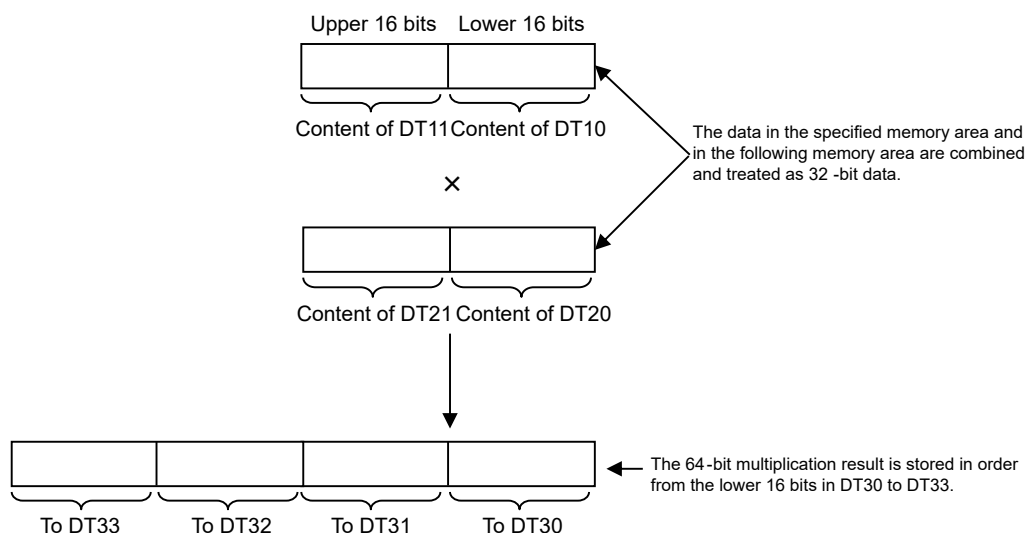 Upper 16 bits Lower 16 bits
Content of DT11 Content of DT10
The data in the specified memory area and
in the following memory area are combined
and treated as 32 -bit data.
×
Content of DT21 Content of DT20
The 64-bit multiplication result is stored in order
from the lower 16 bits in DT30 to DT33.
To DT33 To DT32 To DT31 To DT30